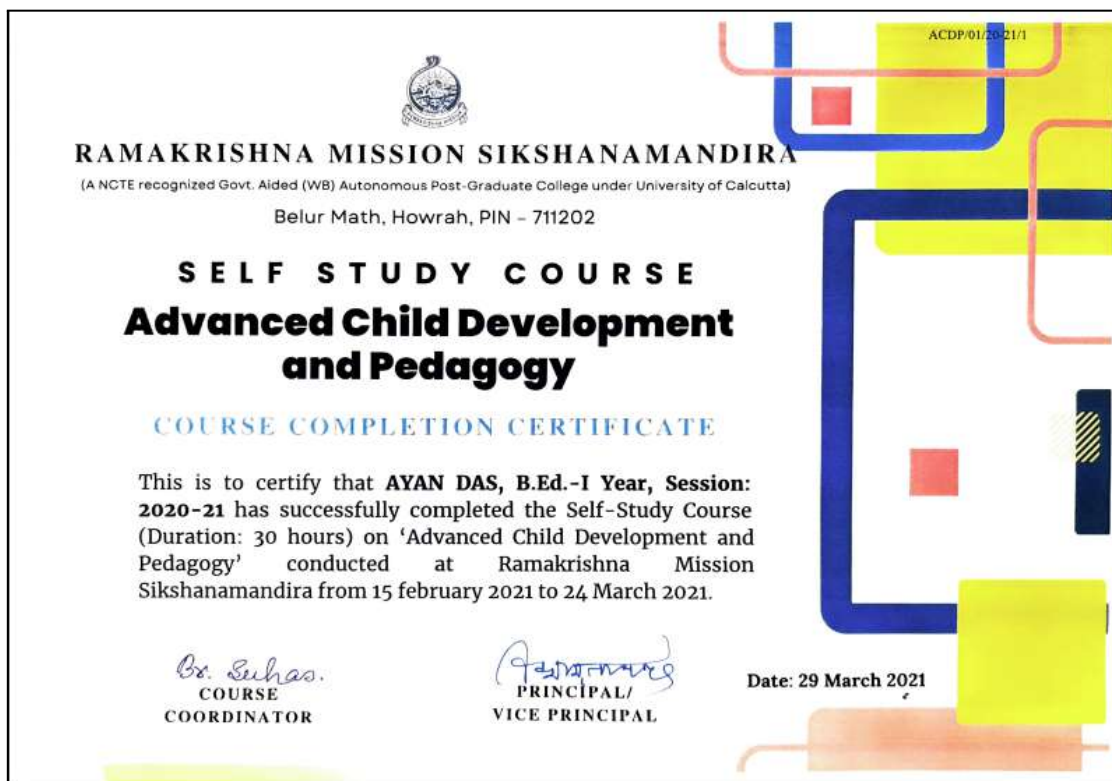 ACDP/01/20-21/1
RAMAKRISHNA MISSION SIKSHANAMANDIRA
(A NCTE recognized Govt. Aided (WB) Autonomous Post-Graduate College under University of Calcutta)
Belur Math, Howrah, PIN – 711202
SELF STUDY COURSE
Advanced Child Development
and Pedagogy
COURSE COMPLETION CERTIFICATE
This is to certify that AYAN DAS, B.Ed.-I Year, Session:
2020-21 has successfully completed the Self-Study Course
(Duration: 30 hours) on ‘Advanced Child Development and
Pedagogy’ conducted at Ramakrishna Mission
Sikshanamandira from 15 february 2021 to 24 March 2021.
Br. Suhas.
COURSE
COORDINATOR
PRINCIPAL/
VICE PRINCIPAL
Date: 29 March 2021